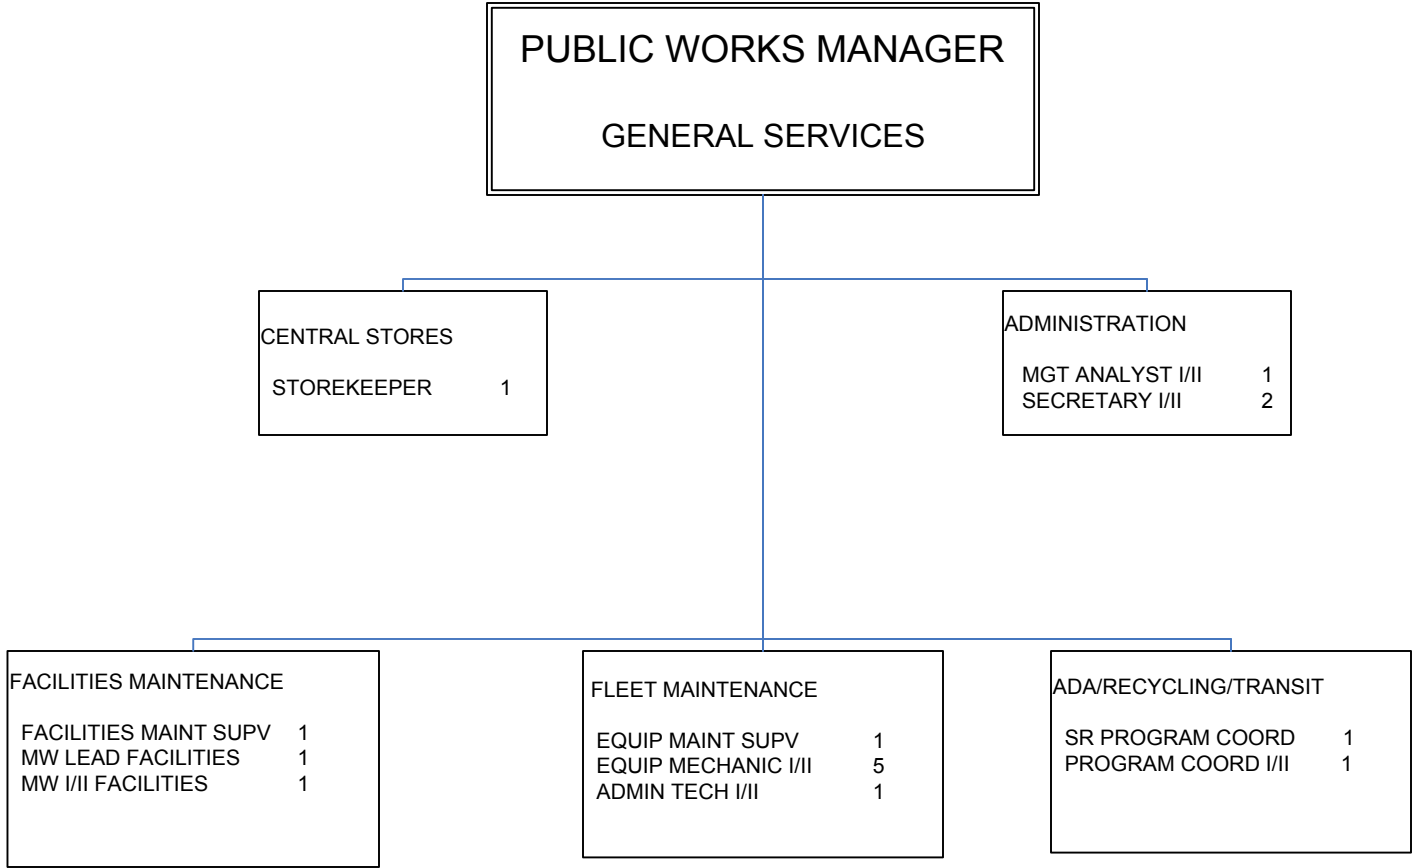 PUBLIC WORKS MANAGER
GENERAL SERVICES
CENTRAL STORES
STOREKEEPER 1
ADMINISTRATION
MGT ANALYST I/II 1
SECRETARY I/II 2
FACILITIES MAINTENANCE
FACILITIES MAINT SUPV 1
MW LEAD FACILITIES 1
MW I/II FACILITIES 1
FLEET MAINTENANCE
EQUIP MAINT SUPV 1
EQUIP MECHANIC I/II 5
ADMIN TECH I/II 1
ADA/RECYCLING/TRANSIT
SR PROGRAM COORD 1
PROGRAM COORD I/II 1